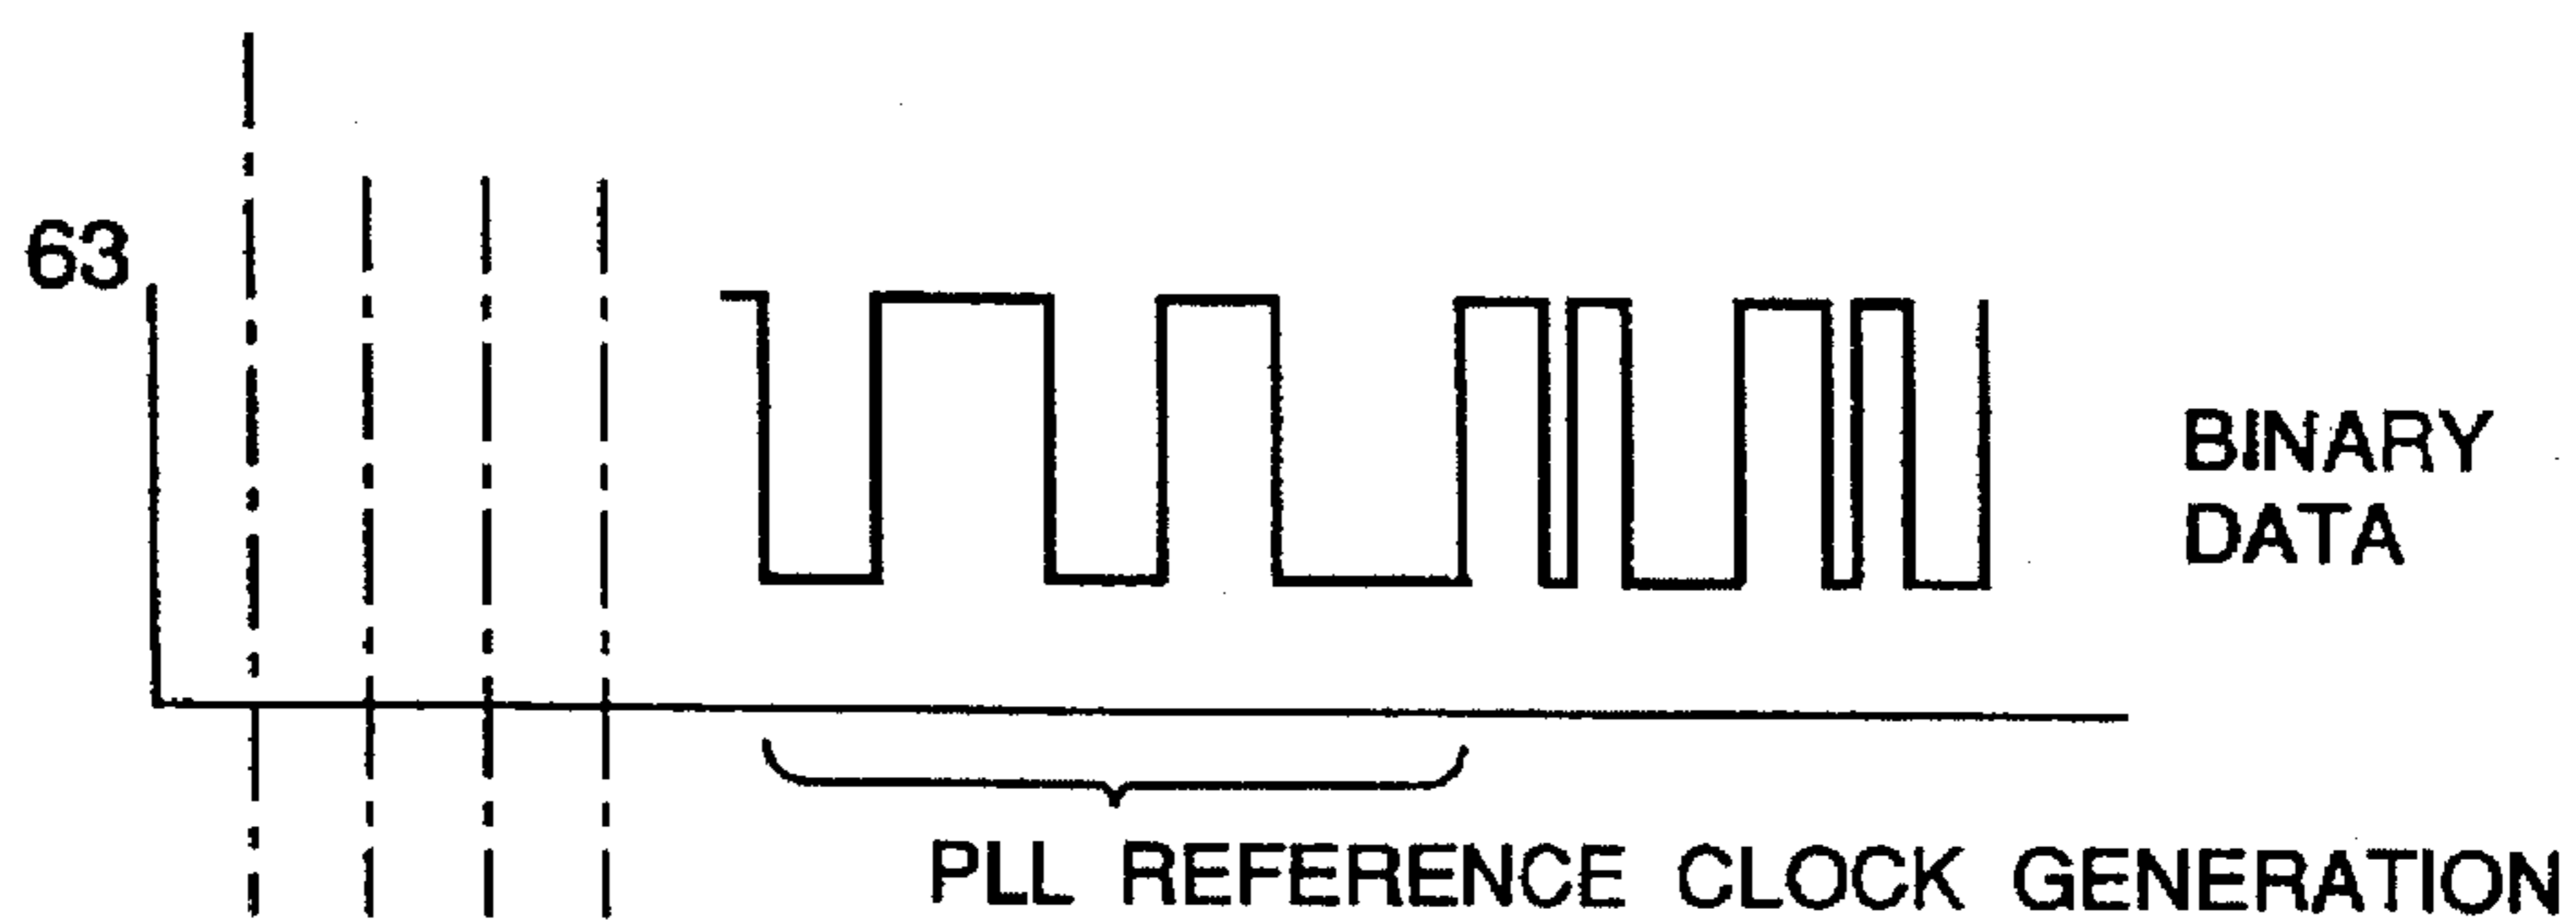 63
BINARY
DATA
PLL REFERENCE CLOCK GENERATION